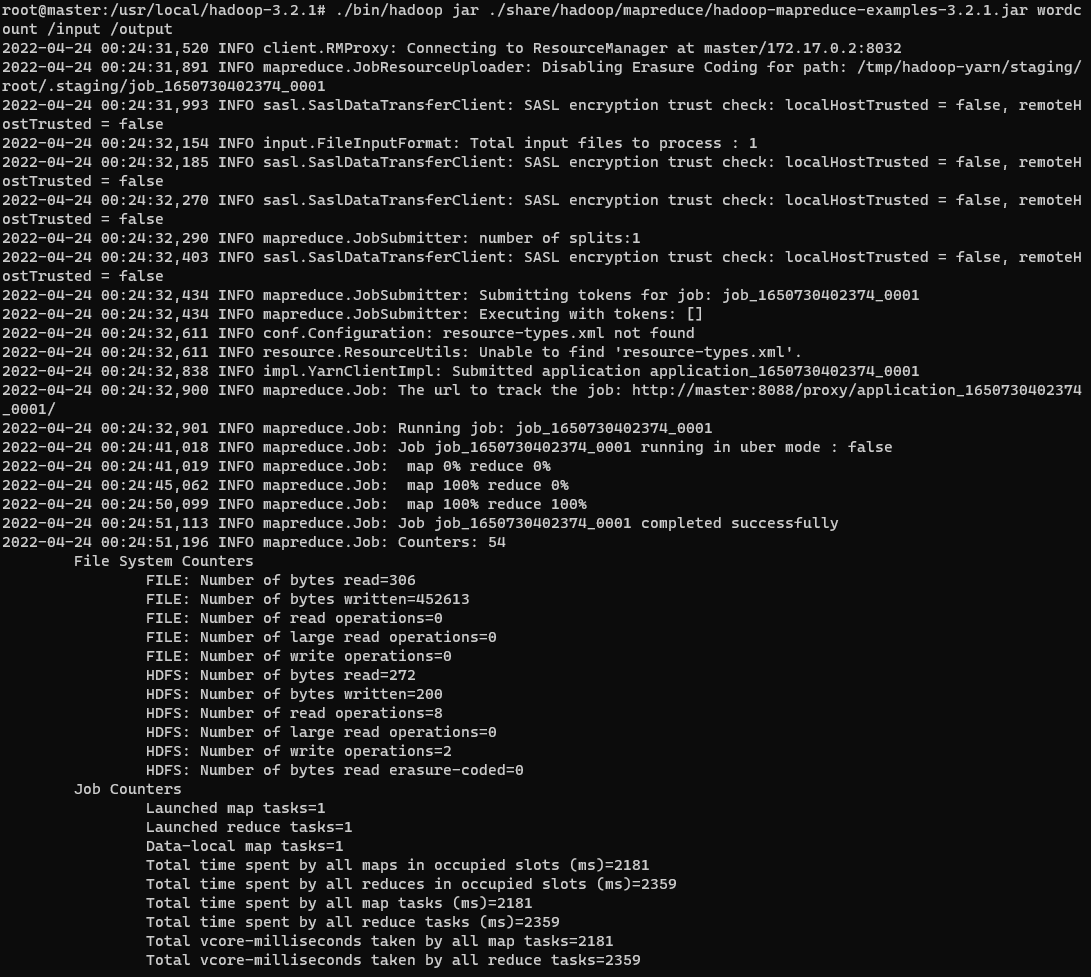 root@master:/usr/local/hadoop-3.2.1# ./bin/hadoop jar ./share/hadoop/mapreduce/hadoop-mapreduce-examples-3.2.1.jar wordc
ount /input /output
2022-04-24 00:24:31,520 INFO client.RMProxy: Connecting to ResourceManager at master/172.17.0.2:8032
2022-04-24 00:24:31,891 INFO mapreduce.JobResourceUploader: Disabling Erasure Coding for path: /tmp/hadoop-yarn/staging/
root/.staging/job_1650730402374_0001
2022-04-24 00:24:31,993 INFO sasl.SaslDataTransferClient: SASL encryption trust check: localHostTrusted = false, remoteH
ostTrusted = false
2022-04-24 00:24:32,154 INFO input.FileInputFormat: Total input files to process : 1
2022-04-24 00:24:32,185 INFO sasl.SaslDataTransferClient: SASL encryption trust check: localHostTrusted = false, remoteH
ostTrusted = false
2022-04-24 00:24:32,270 INFO sasl.SaslDataTransferClient: SASL encryption trust check: localHostTrusted = false, remoteH
ostTrusted = false
2022-04-24 00:24:32,290 INFO mapreduce.JobSubmitter: number of splits:1
2022-04-24 00:24:32,403 INFO sasl.SaslDataTransferClient: SASL encryption trust check: localHostTrusted = false, remoteH
ostTrusted = false
2022-04-24 00:24:32,434 INFO mapreduce.JobSubmitter: Submitting tokens for job: job_1650730402374_0001
2022-04-24 00:24:32,434 INFO mapreduce.JobSubmitter: Executing with tokens: []
2022-04-24 00:24:32,611 INFO conf.Configuration: resource-types.xml not found
2022-04-24 00:24:32,611 INFO resource.ResourceUtils: Unable to find 'resource-types.xml'.
2022-04-24 00:24:32,838 INFO impl.YarnClientImpl: Submitted application application_1650730402374_0001
2022-04-24 00:24:32,900 INFO mapreduce.Job: The url to track the job: http://master:8088/proxy/application_1650730402374
_0001/
2022-04-24 00:24:32,901 INFO mapreduce.Job: Running job: job_1650730402374_0001
2022-04-24 00:24:41,018 INFO mapreduce.Job: Job job_1650730402374_0001 running in uber mode : false
2022-04-24 00:24:41,019 INFO mapreduce.Job:  map 0% reduce 0%
2022-04-24 00:24:45,062 INFO mapreduce.Job:  map 100% reduce 0%
2022-04-24 00:24:50,099 INFO mapreduce.Job:  map 100% reduce 100%
2022-04-24 00:24:51,113 INFO mapreduce.Job: Job job_1650730402374_0001 completed successfully
2022-04-24 00:24:51,196 INFO mapreduce.Job: Counters: 54
File System Counters
FILE: Number of bytes read=306
FILE: Number of bytes written=452613
FILE: Number of read operations=0
FILE: Number of large read operations=0
FILE: Number of write operations=0
HDFS: Number of bytes read=272
HDFS: Number of bytes written=200
HDFS: Number of read operations=8
HDFS: Number of large read operations=0
HDFS: Number of write operations=2
HDFS: Number of bytes read erasure-coded=0
Job Counters
Launched map tasks=1
Launched reduce tasks=1
Data-local map tasks=1
Total time spent by all maps in occupied slots (ms)=2181
Total time spent by all reduces in occupied slots (ms)=2359
Total time spent by all map tasks (ms)=2181
Total time spent by all reduce tasks (ms)=2359
Total vcore-milliseconds taken by all map tasks=2181
Total vcore-milliseconds taken by all reduce tasks=2359